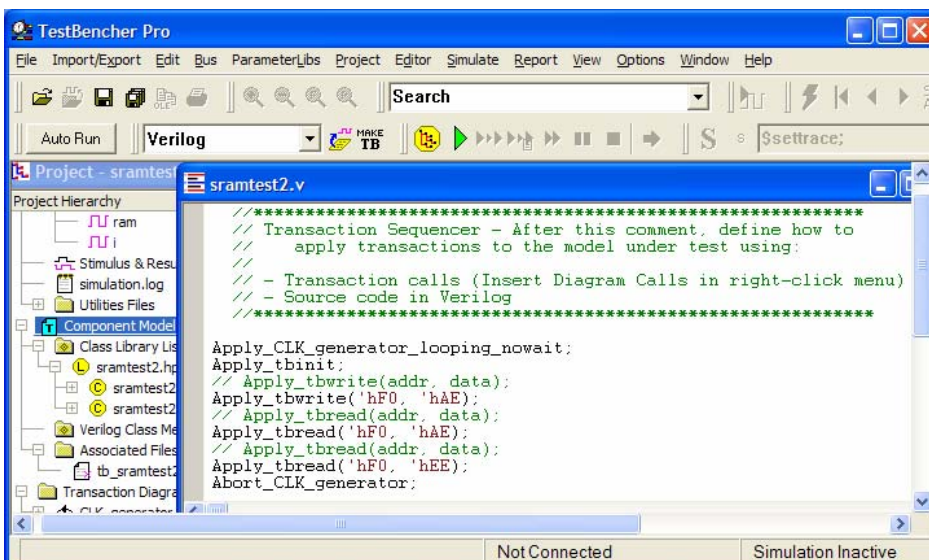 TestBencher Pro
File Import/Export Edit Bus ParameterLibs Project Editor Simulate Report View Options Window Help
Search
Auto Run Verilog MAKE TB S s $settrace;
Project - sramtest
Project Hierarchy
ram
i
Stimulus & Resu
simulation.log
Utilities Files
Component Model
Class Library Lis
sramtest2.hp
sramtest2
sramtest2
Verilog Class Me
Associated Files
tb_sramtest2
Transaction Diagra
CLK_generator
sramtest2.v
//***********************************************************
// Transaction Sequencer - After this comment, define how to
//    apply transactions to the model under test using:
//
// - Transaction calls (Insert Diagram Calls in right-click menu)
// - Source code in Verilog
//************************************************************
Apply_CLK_generator_looping_nowait;
Apply_tbinit;
// Apply_tbwrite(addr, data);
Apply_tbwrite('hF0, 'hAE);
// Apply_tbread(addr, data);
Apply_tbread('hF0, 'hAE);
// Apply_tbread(addr, data);
Apply_tbread('hF0, 'hEE);
Abort_CLK_generator;
Not Connected Simulation Inactive